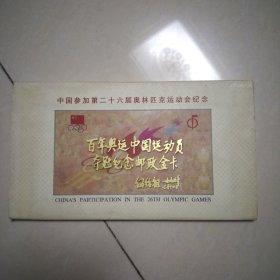 中国参加第二十六届奥林匹克运动会纪念
百年奥运中国运动员
夺冠纪念邮政金卡
CHINA'S PARTICIPATION IN THE 26TH OLYMPIC GAMES